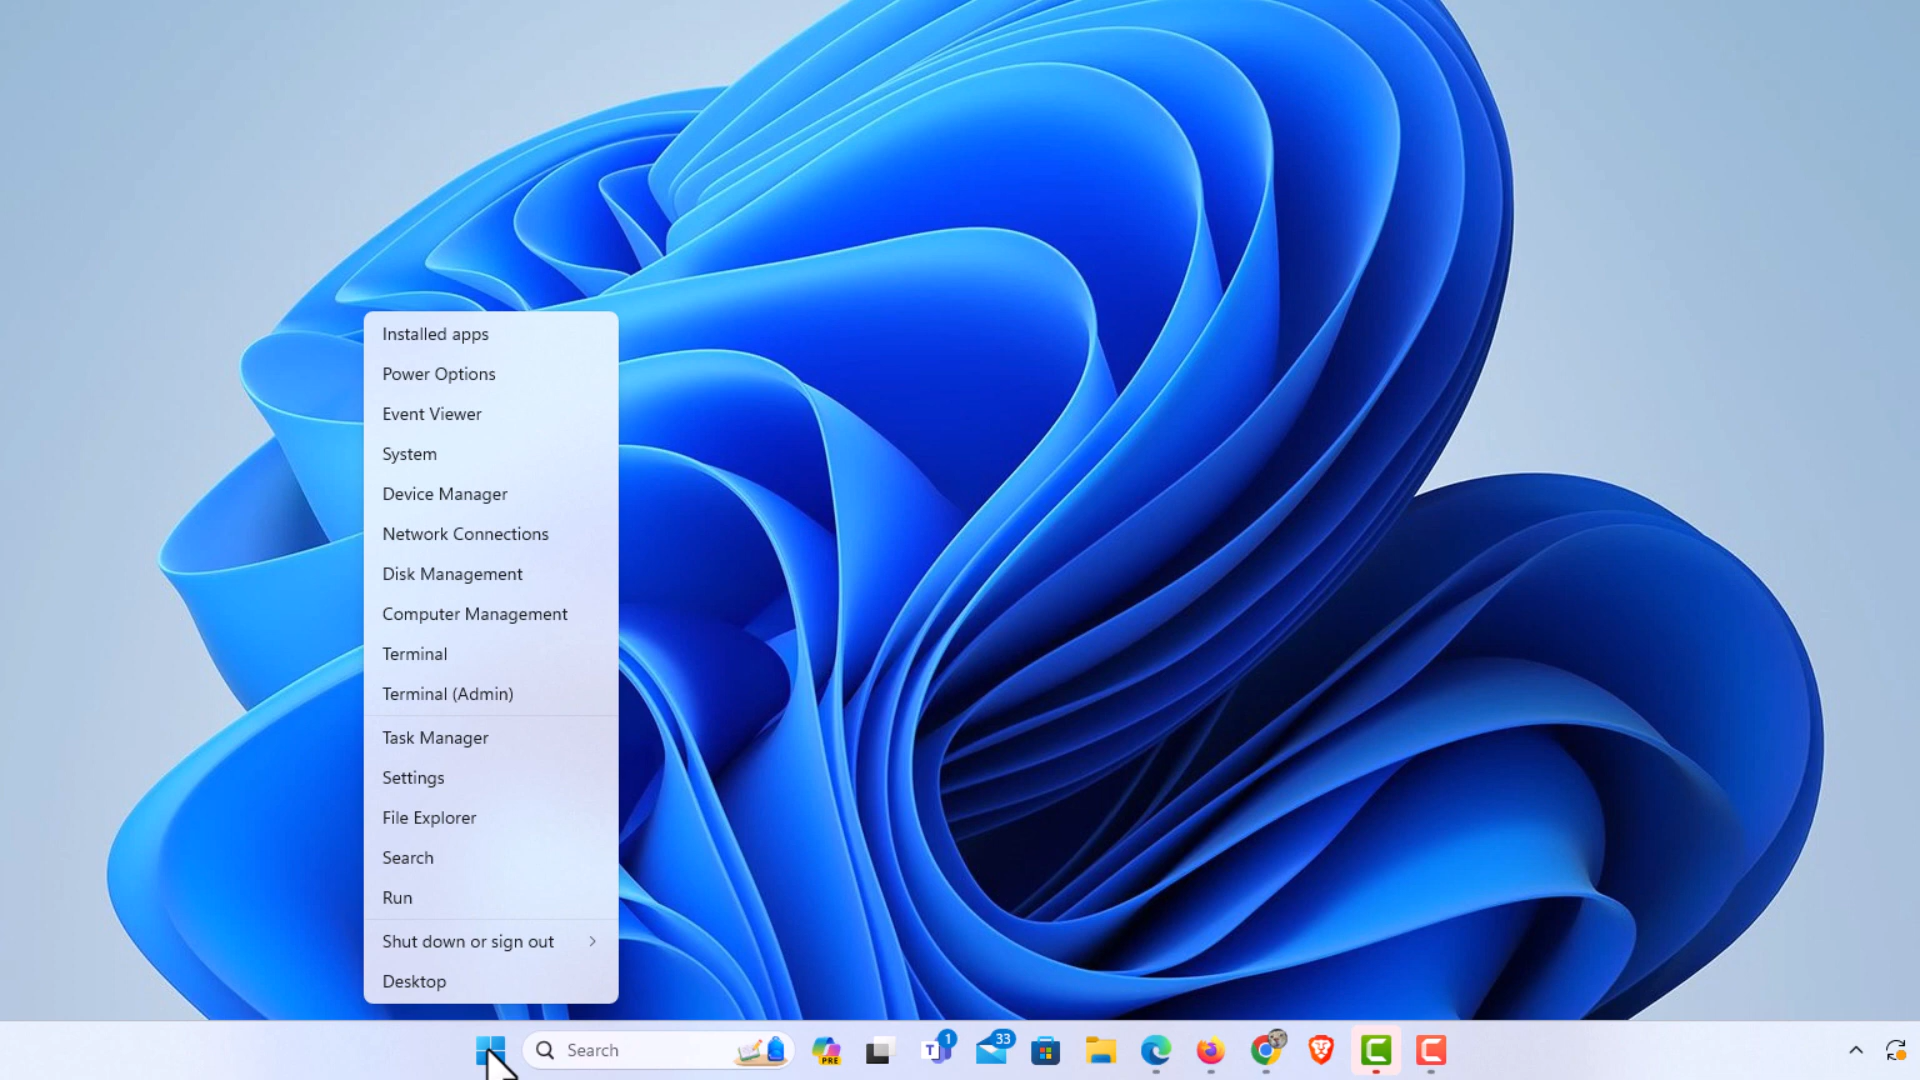 Installed apps
Power Options
Event Viewer
System
Device Manager
Network Connections
Disk Management
Computer Management
Terminal
Terminal (Admin)
Task Manager
Settings
File Explorer
Search
Run
Shut down or sign out
Desktop
Search
PRE
T
1
33